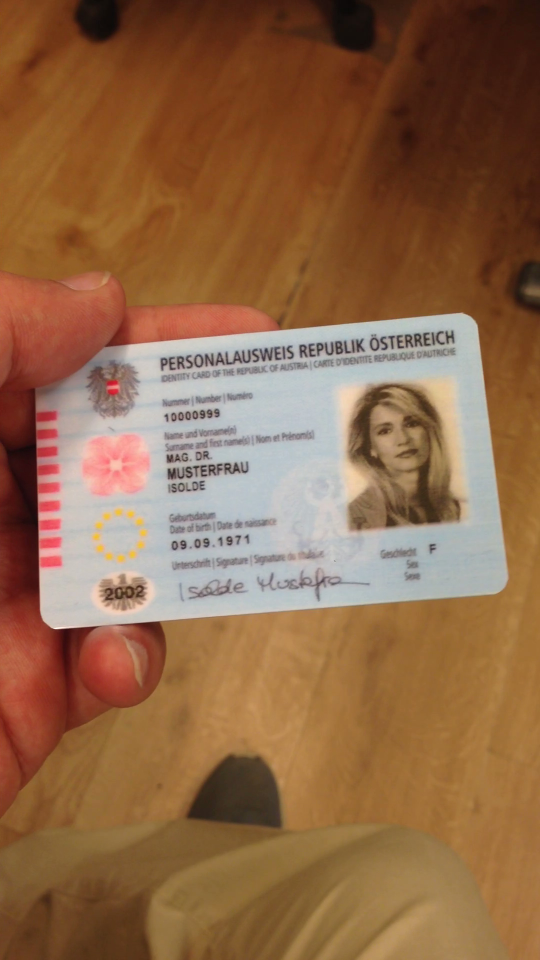 PERSONALAUSWEIS REPUBLIK ÖSTERREICH
IDENTITY CARD OF THE REPUBLIC OF AUSTRIA | CARTE D'IDENTITE REPUBLIQUE D'AUTRICHE
Nummer | Number | Numéro
10000999
Name und Vorname(n)
Surname and first name(s) | Nom et Prénom(s)
MAG. DR.
MUSTERFRAU
ISOLDE
Geburtsdatum
Date of birth | Date de naissance
09.09.1971
Unterschrift | Signature | Signature du titulaire
Isolde Musterfra
Geschlecht F
Sex
Sexe
2002